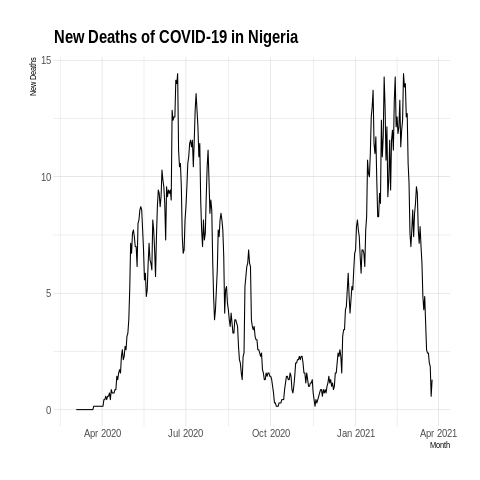 New Deaths of COVID-19 in Nigeria
New Deaths
15
10
5
0
Apr 2020 Jul 2020 Oct 2020 Jan 2021 Apr 2021
Month